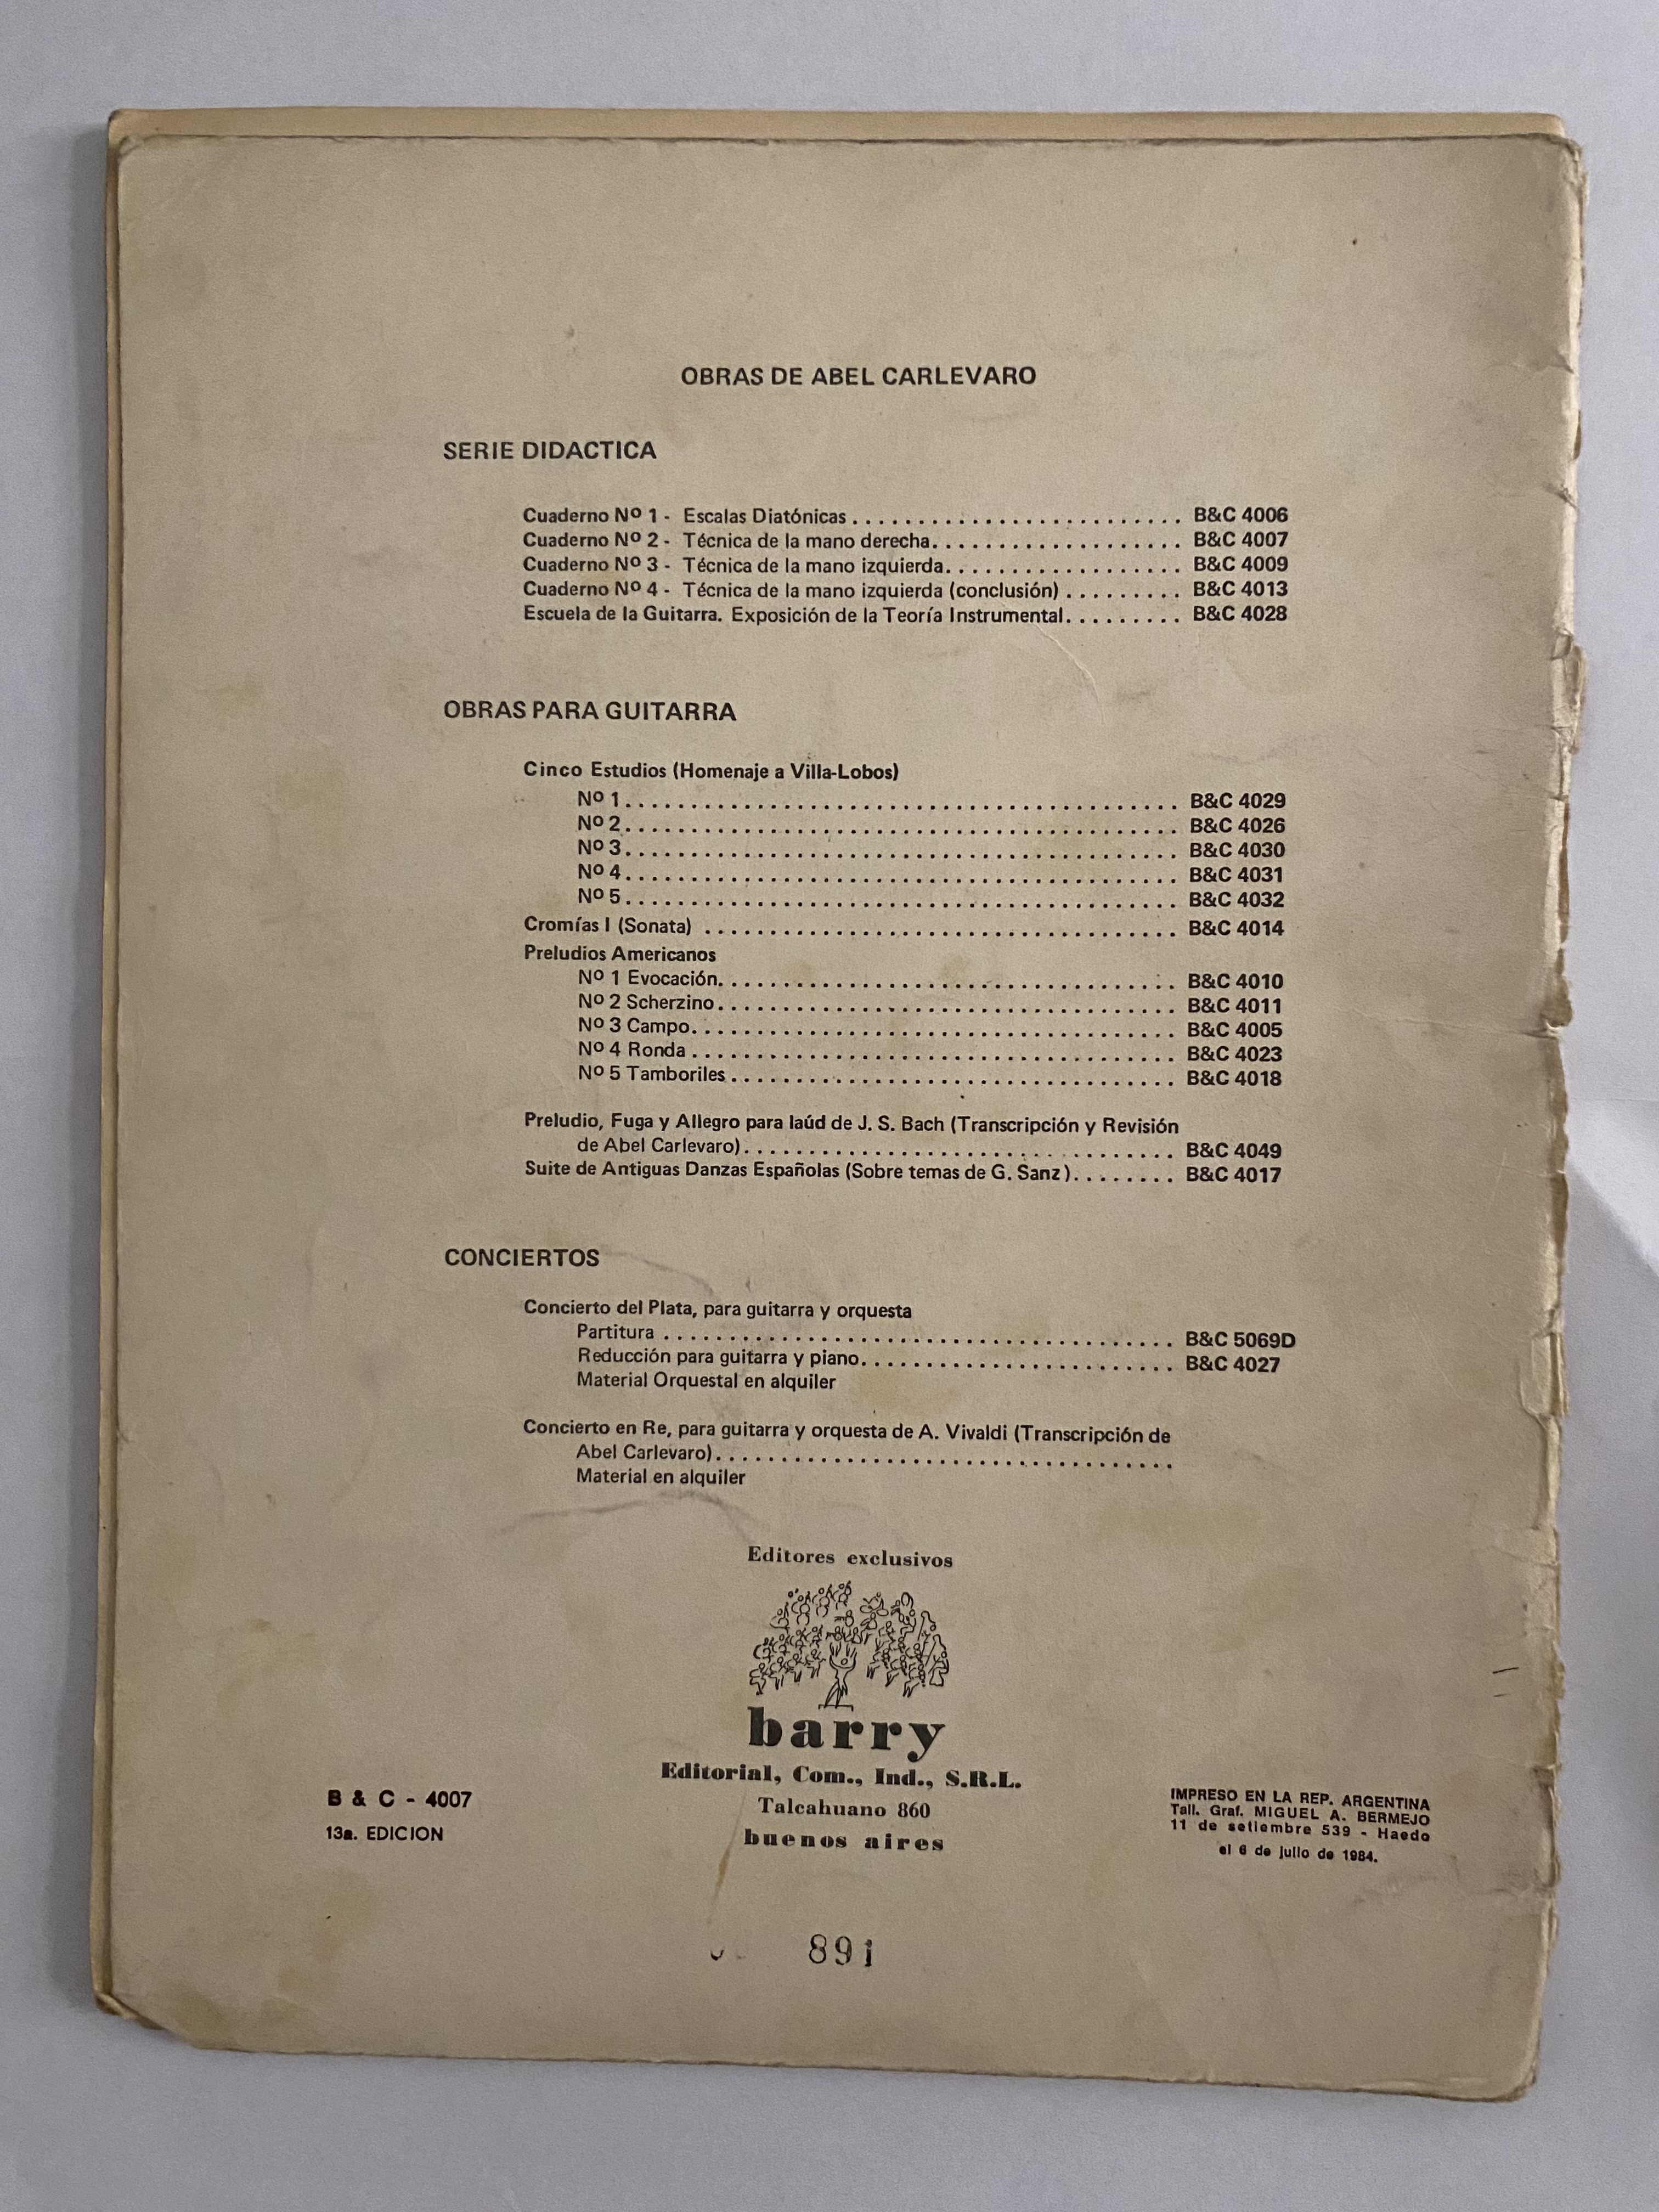 OBRAS DE ABEL CARLEVARO
SERIE DIDACTICA
Cuaderno Nº 1 - Escalas Diatónicas ......................... B&C 4006
Cuaderno Nº 2 - Técnica de la mano derecha................... B&C 4007
Cuaderno Nº 3 - Técnica de la mano izquierda.................. B&C 4009
Cuaderno Nº 4 - Técnica de la mano izquierda (conclusión) ......... B&C 4013
Escuela de la Guitarra. Exposición de la Teoría Instrumental......... B&C 4028
OBRAS PARA GUITARRA
Cinco Estudios (Homenaje a Villa-Lobos)
Nº 1.......................................... B&C 4029
Nº 2.......................................... B&C 4026
Nº 3.......................................... B&C 4030
Nº 4.......................................... B&C 4031
Nº 5.......................................... B&C 4032
Cromías I (Sonata) .................................... B&C 4014
Preludios Americanos
Nº 1 Evocación................................... B&C 4010
Nº 2 Scherzino................................... B&C 4011
Nº 3 Campo..................................... B&C 4005
Nº 4 Ronda ..................................... B&C 4023
Nº 5 Tamboriles .................................. B&C 4018
Preludio, Fuga y Allegro para laúd de J. S. Bach (Transcripción y Revisión
de Abel Carlevaro)................................. B&C 4049
Suite de Antiguas Danzas Españolas (Sobre temas de G. Sanz )........ B&C 4017
CONCIERTOS
Concierto del Plata, para guitarra y orquesta
Partitura ....................................... B&C 5069D
Reducción para guitarra y piano........................ B&C 4027
Material Orquestal en alquiler
Concierto en Re, para guitarra y orquesta de A. Vivaldi (Transcripción de
Abel Carlevaro)...................................
Material en alquiler
Editores exclusivos
barry
Editorial, Com., Ind., S.R.L.
Talcahuano 860
buenos aires
B & C - 4007
13a. EDICION
IMPRESO EN LA REP. ARGENTINA
Tall. Graf. MIGUEL A. BERMEJO
11 de setiembre 539 - Haedo
el 6 de julio de 1984.
891